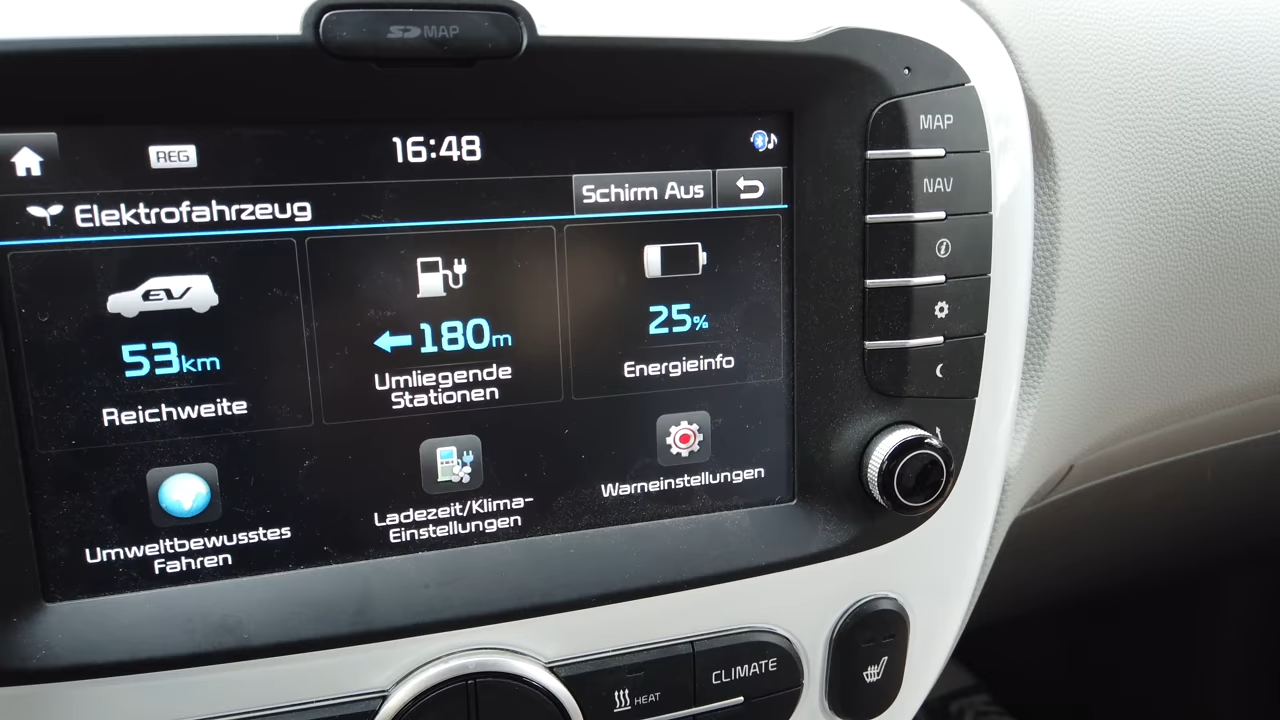 SD MAP
REG
16:48
Elektrofahrzeug
Schirm Aus
EV
53km
Reichweite
180m
Umliegende
Stationen
25%
Energieinfo
Umweltbewusstes
Fahren
Ladezeit/Klima-
Einstellungen
Warneinstellungen
MAP
NAV
HEAT
CLIMATE